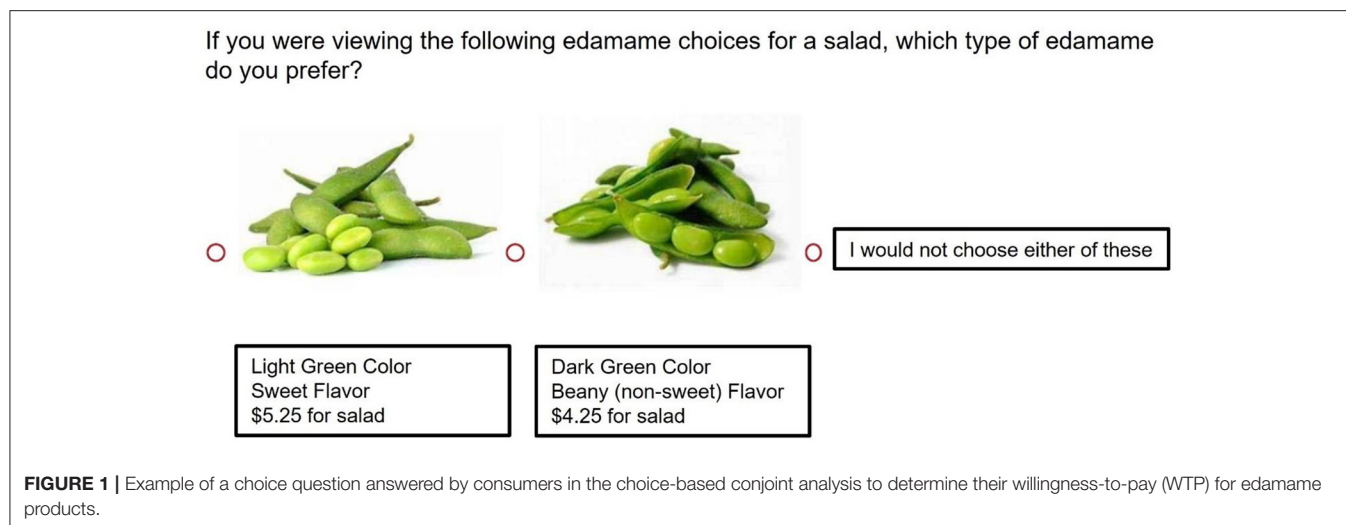 If you were viewing the following edamame choices for a salad, which type of edamame
do you prefer?
I would not choose either of these
Light Green Color
Sweet Flavor
$5.25 for salad
Dark Green Color
Beany (non-sweet) Flavor
$4.25 for salad
FIGURE 1 | Example of a choice question answered by consumers in the choice-based conjoint analysis to determine their willingness-to-pay (WTP) for edamame
products.